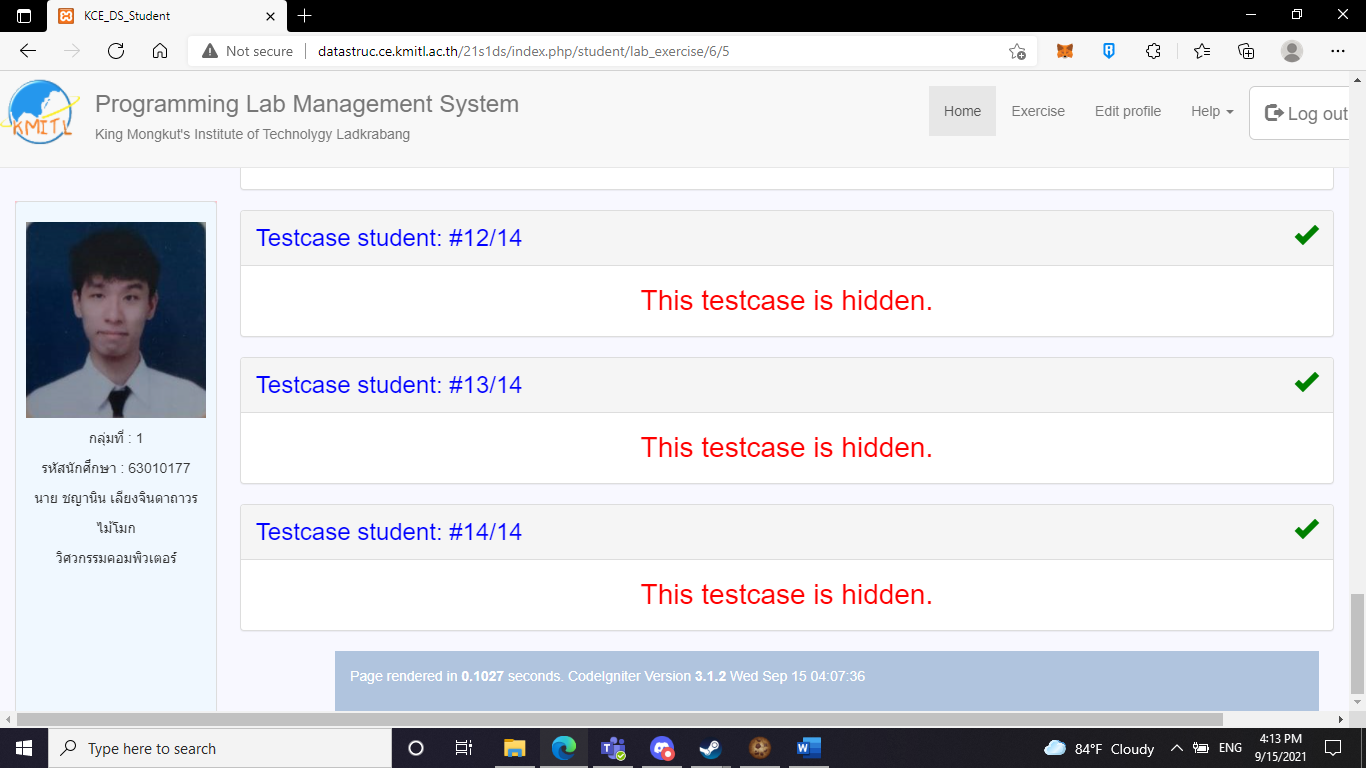 KCE_DS_Student
Not secure
datastruc.ce.kmitl.ac.th/21s1ds/index.php/student/lab_exercise/6/5
KMITL
Programming Lab Management System
King Mongkut's Institute of Technolygy Ladkrabang
Home
Exercise
Edit profile
Help
Log out
กลุ่มที่ : 1
รหัสนักศึกษา : 63010177
นาย ชญานิน เลียงจินดาถาวร
ไม้โมก
วิศวกรรมคอมพิวเตอร์
Testcase student: #12/14
This testcase is hidden.
Testcase student: #13/14
This testcase is hidden.
Testcase student: #14/14
This testcase is hidden.
Page rendered in 0.1027 seconds. CodeIgniter Version 3.1.2 Wed Sep 15 04:07:36
Type here to search
84°F Cloudy
ENG
4:13 PM
9/15/2021